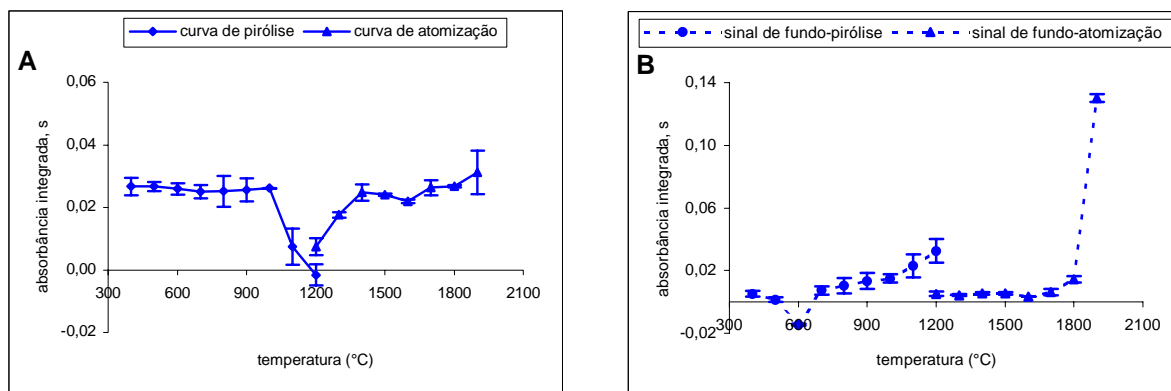 curva de pirólise curva de atomização
A
0,06
0,04
0,02
0,00
-0,02
300 600 900 1200 1500 1800 2100
absorbância integrada, s
temperatura (°C)
sinal de fundo-pirólise sinal de fundo-atomização
B
0,14
0,10
0,06
0,02
-0,02
300 600 900 1200 1500 1800 2100
absorbância integrada, s
temperatura (°C)